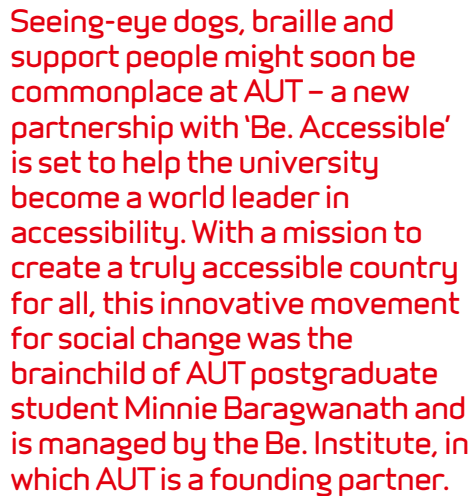 Seeing-eye dogs, braille and
support people might soon be
commonplace at AUT – a new
partnership with ‘Be. Accessible’
is set to help the university
become a world leader in
accessibility. With a mission to
create a truly accessible country
for all, this innovative movement
for social change was the
brainchild of AUT postgraduate
student Minnie Baragwanath and
is managed by the Be. Institute, in
which AUT is a founding partner.